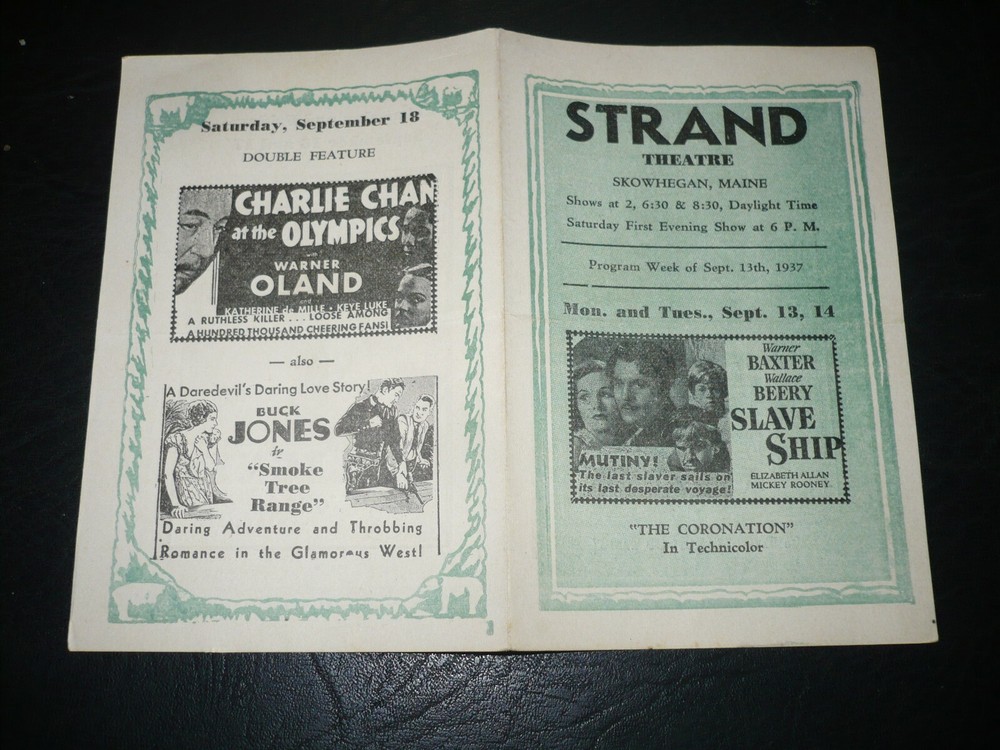 Saturday, September 18
DOUBLE FEATURE
CHARLIE CHAN
at the OLYMPICS
with
WARNER
OLAND
and
KATHERINE de MILLE • KEYE LUKE
A RUTHLESS KILLER . . . LOOSE AMONG
A HUNDRED THOUSAND CHEERING FANS!
— also —
A Daredevil's Daring Love Story!
BUCK
JONES
in
"Smoke
Tree
Range"
Daring Adventure and Throbbing
Romance in the Glamorous West!
STRAND
THEATRE
SKOWHEGAN, MAINE
Shows at 2, 6:30 & 8:30, Daylight Time
Saturday First Evening Show at 6 P. M.
Program Week of Sept. 13th, 1937
Mon. and Tues., Sept. 13, 14
Warner
BAXTER
Wallace
BEERY
SLAVE
SHIP
ELIZABETH ALLAN
MICKEY ROONEY
MUTINY!
The last slaver sails on
its last desperate voyage!
"THE CORONATION"
In Technicolor